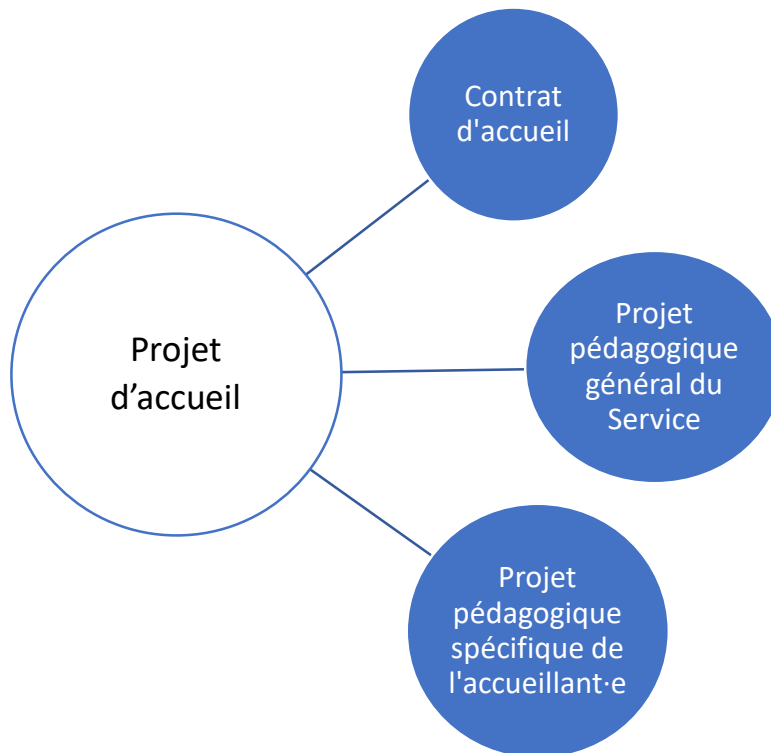 Contrat
d'accueil
Projet
d’accueil
Projet
pédagogique
général du
Service
Projet
pédagogique
spécifique de
l'accueillant·e